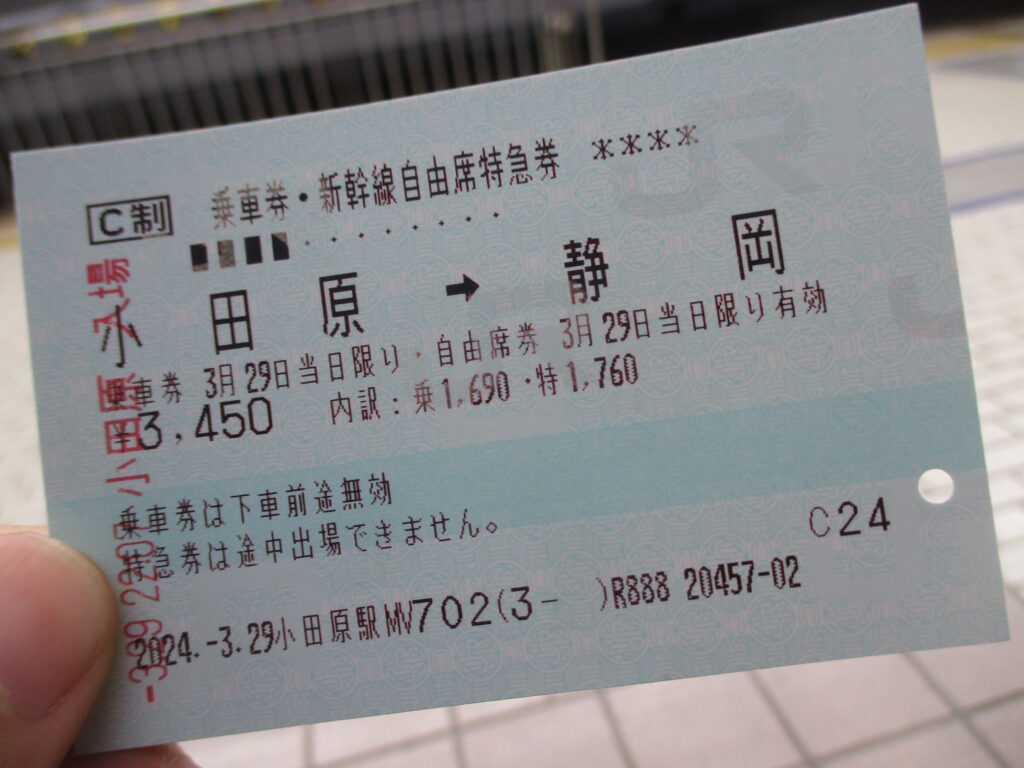 C制 乗車券・新幹線自由席特急券 ****
小田原 → 静岡
乗車券 3月29日当日限り・自由席券 3月29日当日限り有効
¥3,450 内訳:乗1,690・特1,760
乗車券は下車前途無効
特急券は途中出場できません。
C24
2024.-3.29小田原駅MV702(3- )R888 20457-02
小田原 入場